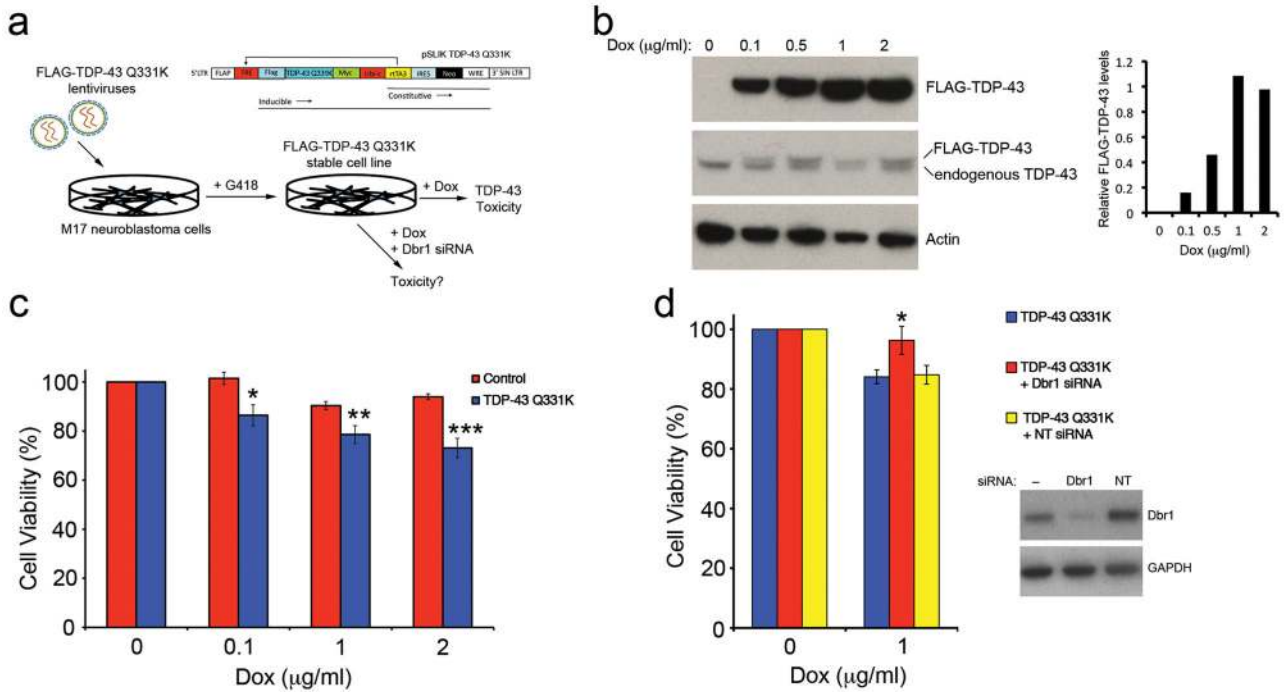 a
pSLIK TDP-43 Q331K
5'LTR FLAP TRE Flag TDP-43 Q331K Myc Ubi-c rtTA3 IRES Neo WRE 3' SIN LTR
Inducible →
Constitutive →
FLAG-TDP-43 Q331K
lentiviruses
FLAG-TDP-43 Q331K
stable cell line
+ G418
+ Dox
TDP-43
Toxicity
M17 neuroblastoma cells
+ Dox
+ Dbr1 siRNA
Toxicity?
b
Dox (μg/ml): 0 0.1 0.5 1 2
FLAG-TDP-43
FLAG-TDP-43
endogenous TDP-43
Actin
Relative FLAG-TDP-43 levels
1.2
1
0.8
0.6
0.4
0.2
0
0 0.1 0.5 1 2
Dox (μg/ml)
c
Cell Viability (%)
100
80
60
40
20
0
* ** ***
Control
TDP-43 Q331K
0 0.1 1 2
Dox (μg/ml)
d
Cell Viability (%)
100
80
60
40
20
0
*
0 1
Dox (μg/ml)
TDP-43 Q331K
TDP-43 Q331K
+ Dbr1 siRNA
TDP-43 Q331K
+ NT siRNA
siRNA: – Dbr1 NT
Dbr1
GAPDH